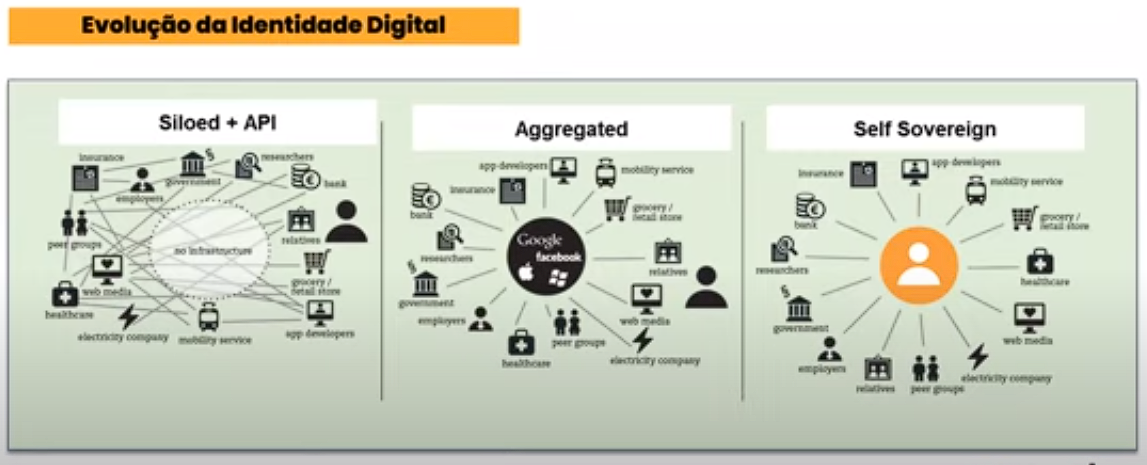 Evolução da Identidade Digital
Siloed + API
insurance
employers
government
§
researchers
bank
peer groups
no infrastructure
relatives
web media
grocery /
retail store
healthcare
electricity company
mobility service
app developers
Aggregated
app developers
mobility service
insurance
bank
grocery /
retail store
researchers
Google
facebook
relatives
§
government
employers
web media
peer groups
healthcare
electricity company
Self Sovereign
insurance
app developers
mobility service
bank
grocery /
retail store
researchers
healthcare
§
government
web media
employers
relatives
peer groups
electricity company